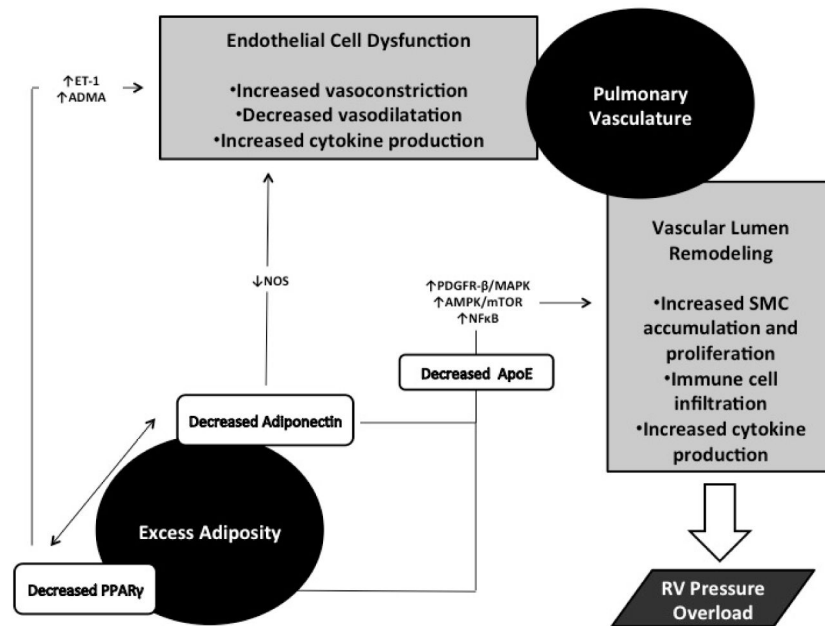 Endothelial Cell Dysfunction
•Increased vasoconstriction
•Decreased vasodilatation
•Increased cytokine production
↑ET-1
↑ADMA
Pulmonary
Vasculature
Vascular Lumen
Remodeling
•Increased SMC
accumulation and
proliferation
•Immune cell
infiltration
•Increased cytokine
production
↓NOS
↑PDGFR-β/MAPK
↑AMPK/mTOR
↑NFκB
Decreased ApoE
Decreased Adiponectin
Excess Adiposity
Decreased PPARγ
RV Pressure
Overload